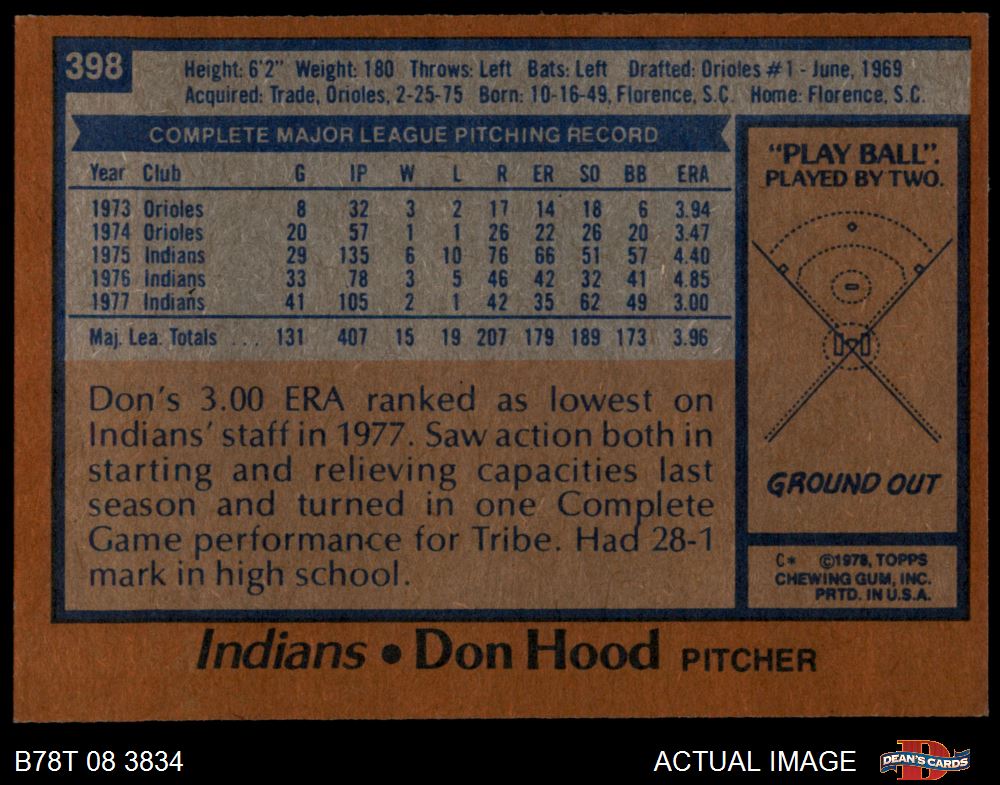 398
Height: 6'2" Weight: 180 Throws: Left Bats: Left Drafted: Orioles #1 - June, 1969
Acquired: Trade, Orioles, 2-25-75 Born: 10-16-49, Florence, S.C. Home: Florence, S.C.
COMPLETE MAJOR LEAGUE PITCHING RECORD
Year Club G IP W L R ER SO BB ERA
1973 Orioles 8 32 3 2 17 14 18 6 3.94
1974 Orioles 20 57 1 1 26 22 26 20 3.47
1975 Indians 29 135 6 10 76 66 51 57 4.40
1976 Indians 33 78 3 5 46 42 32 41 4.85
1977 Indians 41 105 2 1 42 35 62 49 3.00
Maj. Lea. Totals ... 131 407 15 19 207 179 189 173 3.96
Don's 3.00 ERA ranked as lowest on
Indians' staff in 1977. Saw action both in
starting and relieving capacities last
season and turned in one Complete
Game performance for Tribe. Had 28-1
mark in high school.
"PLAY BALL".
PLAYED BY TWO.
GROUND OUT
C* ©1978, TOPPS
CHEWING GUM, INC.
PRTD. IN U.S.A.
Indians • Don Hood PITCHER
B78T 08 3834
ACTUAL IMAGE
D
DEAN'S CARDS